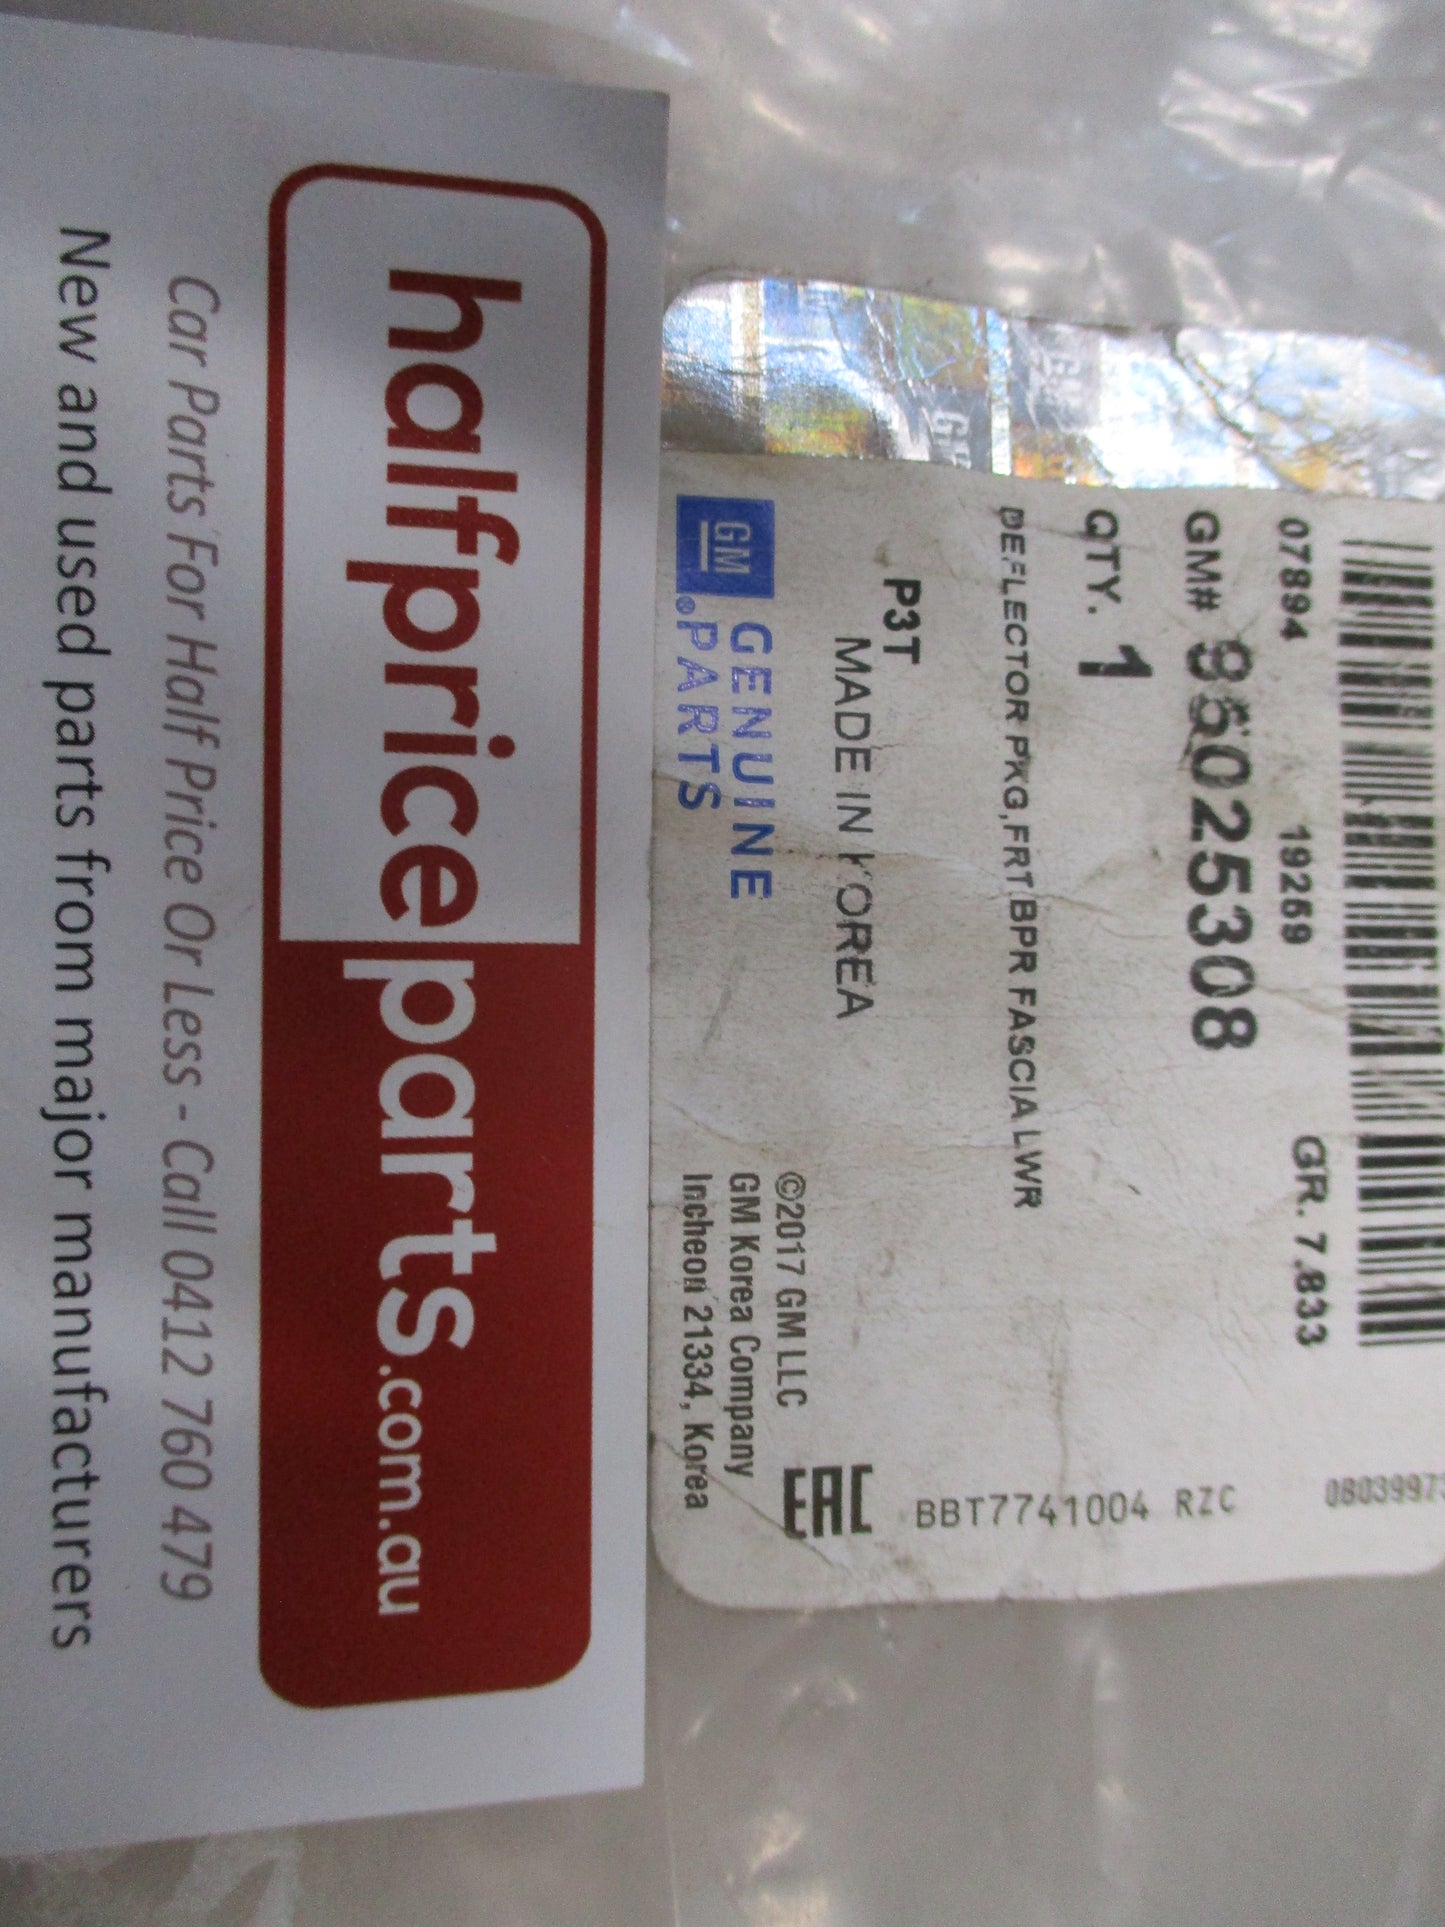 07894 19269 GR. 7.833
0803997
GM# 95025308
QTY. 1
DEFLECTOR PKG,FRT BPR FASCIA LWR
P3T
MADE IN KOREA
BBT7741004 RZC
EAC
GM
GENUINE
®PARTS
©2017 GM LLC
GM Korea Company
Incheon 21334, Korea
halfpriceparts.com.au
Car Parts For Half Price Or Less - Call 0412 760 479
New and used parts from major manufacturers